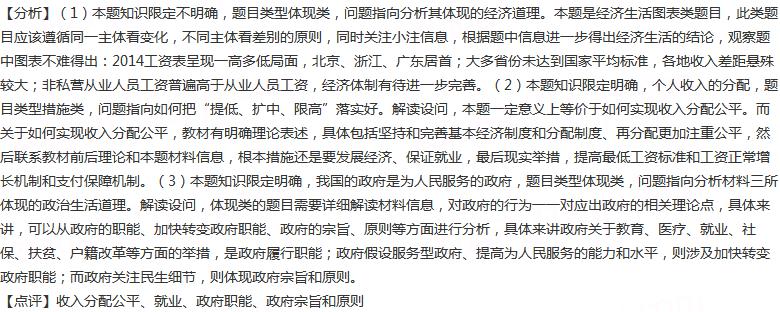 【分析】（1）本题知识限定不明确，题目类型体现类，问题指向分析其体现的经济道理。本题是经济生活图表类题目，此类题
目应该遵循同一主体看变化，不同主体看差别的原则，同时关注小注信息，根据题中信息进一步得出经济生活的结论，观察题
中图表不难得出：2014工资表呈现一高多低局面，北京、浙江、广东居首；大多省份未达到国家平均标准，各地收入差距悬殊
较大；非私营从业人员工资普遍高于从业人员工资，经济体制有待进一步完善。（2）本题知识限定明确，个人收入的分配，题
目类型措施类，问题指向如何把“提低、扩中、限高”落实好。解读设问，本题一定意义上等价于如何实现收入分配公平。而
关于如何实现收入分配公平，教材有明确理论表述，具体包括坚持和完善基本经济制度和分配制度、再分配更加注重公平，然
后联系教材前后理论和本题材料信息，根本措施还是要发展经济、保证就业，最后现实举措，提高最低工资标准和工资正常增
长机制和支付保障机制。（3）本题知识限定明确，我国的政府是为人民服务的政府，题目类型体现类，问题指向分析材料三所
体现的政治生活道理。解读设问，体现类的题目需要详细解读材料信息，对政府的行为一一对应出政府的相关理论点，具体来
讲，可以从政府的职能、加快转变政府职能、政府的宗旨、原则等方面进行分析，具体来讲政府关于教育、医疗、就业、社
保、扶贫、户籍改革等方面的举措，是政府履行职能；政府假设服务型政府、提高为人民服务的能力和水平，则涉及加快转变
政府职能；而政府关注民生细节，则体现政府宗旨和原则。
【点评】收入分配公平、就业、政府职能、政府宗旨和原则